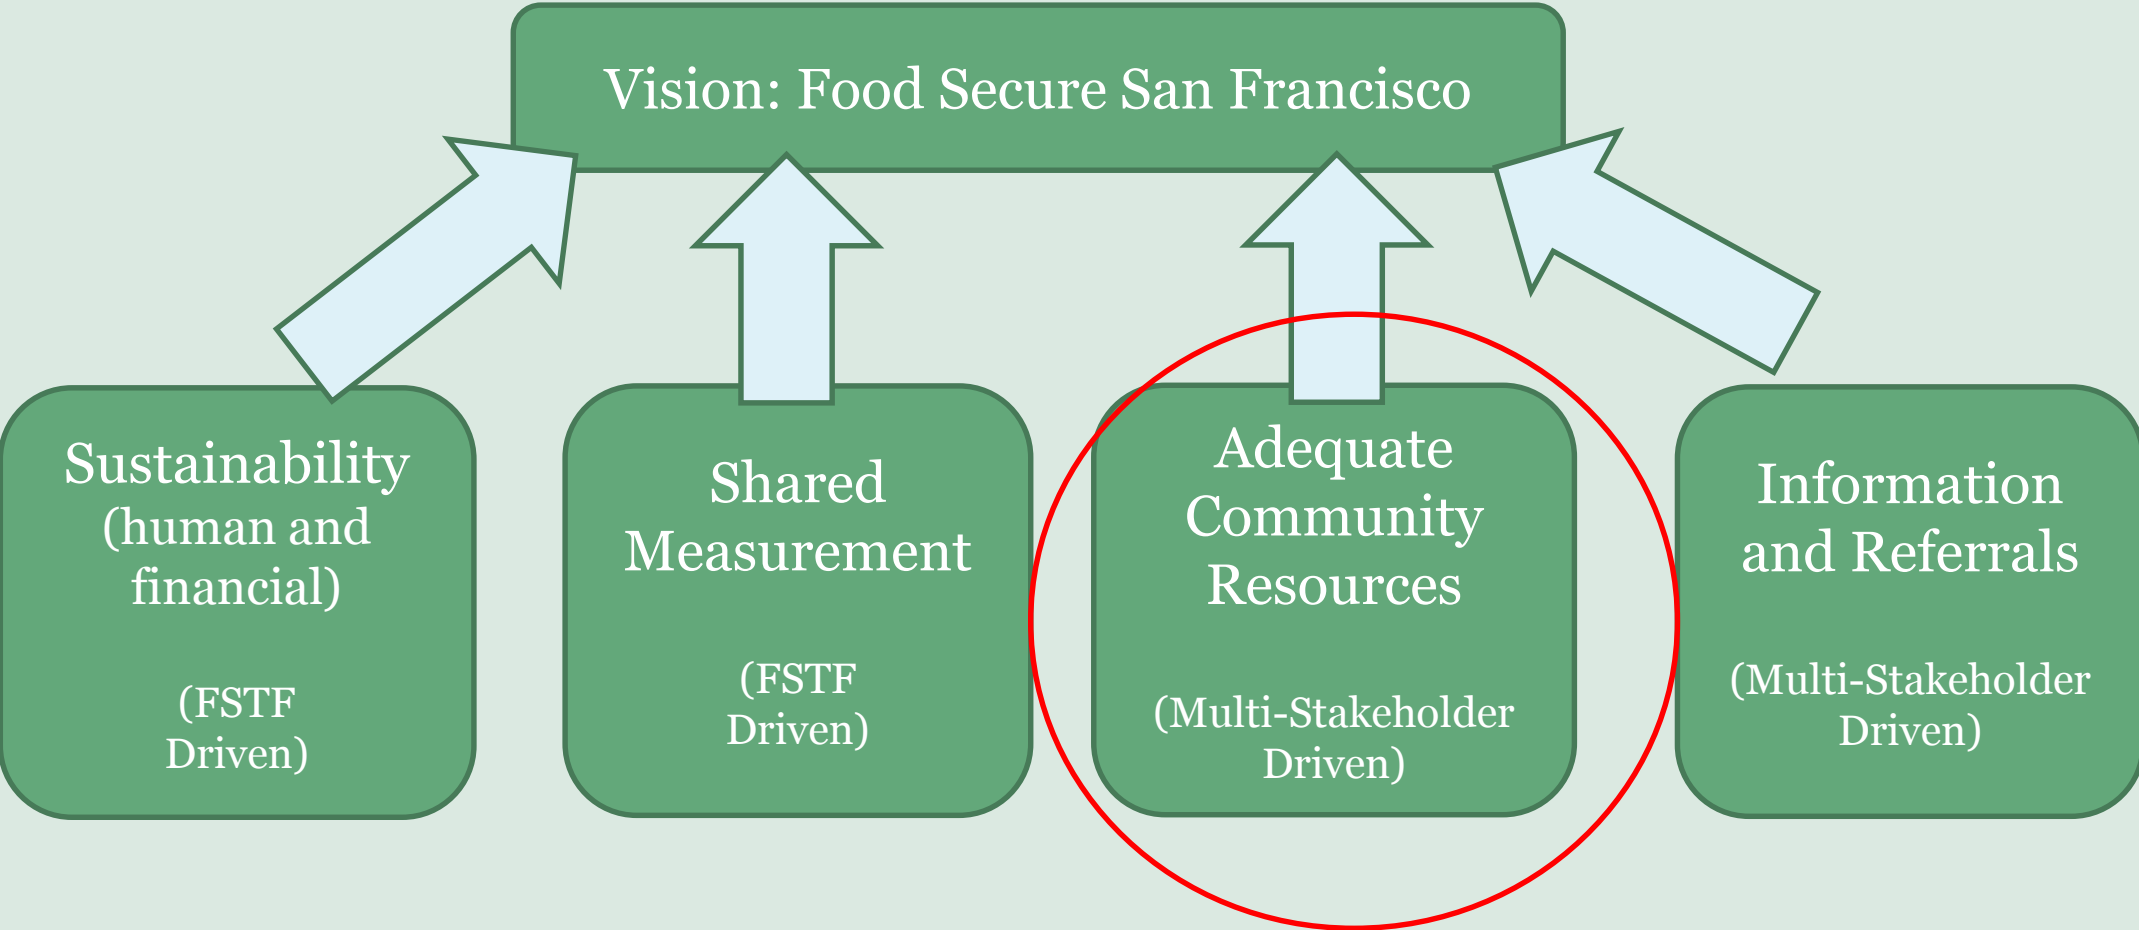 Vision: Food Secure San Francisco
Sustainability
(human and
financial)
(FSTF
Driven)
Shared
Measurement
(FSTF
Driven)
Adequate
Community
Resources
(Multi-Stakeholder
Driven)
Information
and Referrals
(Multi-Stakeholder
Driven)